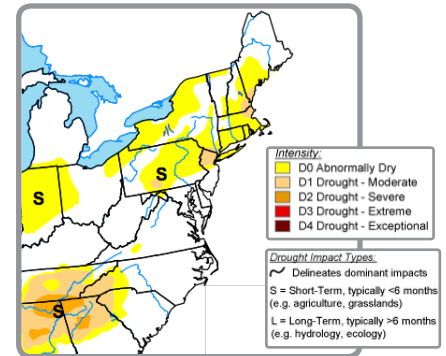 S
S
S
Intensity:
D0 Abnormally Dry
D1 Drought - Moderate
D2 Drought - Severe
D3 Drought - Extreme
D4 Drought - Exceptional
Drought Impact Types:
Delineates dominant impacts
S = Short-Term, typically <6 months
(e.g. agriculture, grasslands)
L = Long-Term, typically >6 months
(e.g. hydrology, ecology)